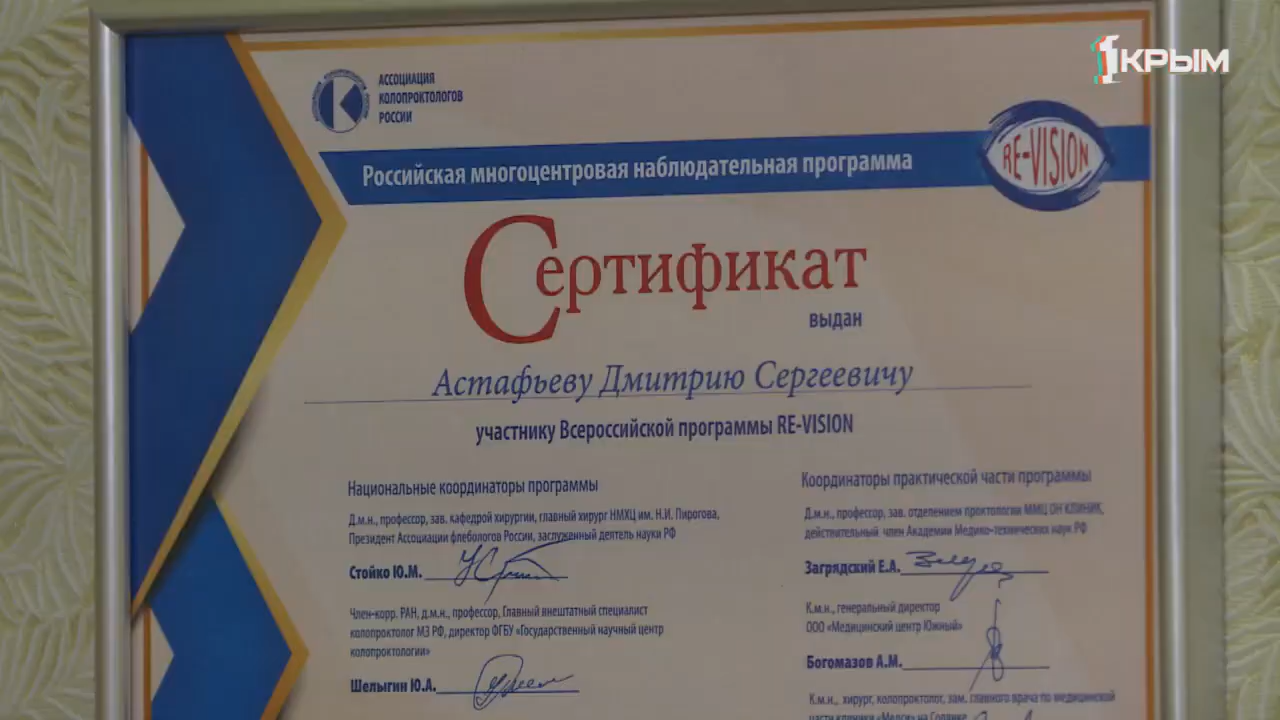 1КРЫМ
АССОЦИАЦИЯ
КОЛОПРОКТОЛОГОВ
РОССИИ
Российская многоцентровая наблюдательная программа
RE-VISION
Сертификат
выдан
Астафьеву Дмитрию Сергеевичу
участнику Всероссийской программы RE-VISION
Национальные координаторы программы
Д.м.н., профессор, зав. кафедрой хирургии, главный хирург НМХЦ им. Н.И. Пирогова,
Президент Ассоциации флебологов России, заслуженный деятель науки РФ
Стойко Ю.М.
Член-корр. РАН, д.м.н., профессор, Главный внештатный специалист
колопроктолог МЗ РФ, директор ФГБУ «Государственный научный центр
колопроктологии»
Шелыгин Ю.А.
Координаторы практической части программы
Д.м.н., профессор, зав. отделением проктологии ММЦ ОН КЛИНИК,
действительный член Академии Медико-технических наук РФ
Загрядский Е.А.
К.м.н., генеральный директор
ООО «Медицинский центр Южный»
Богомазов А.М.
К.м.н., хирург, колопроктолог, зам. главного врача по медицинской
части клиники